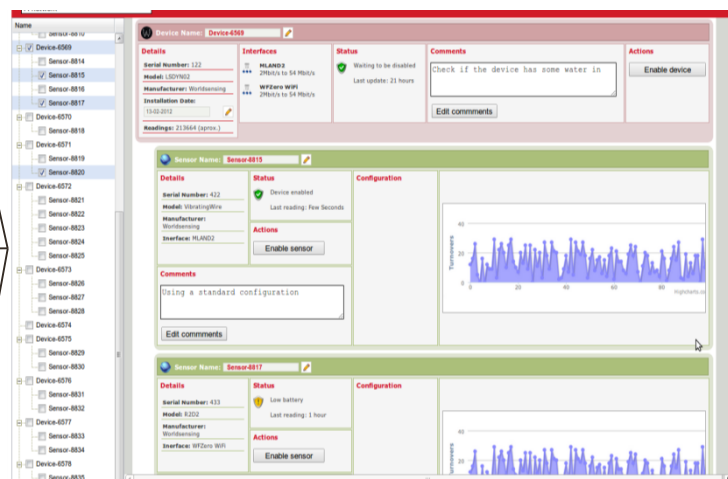 Name
Sensor-8810
Device-6569
Sensor-8814
Sensor-8815
Sensor-8816
Sensor-8817
Device-6570
Sensor-8818
Device-6571
Sensor-8819
Sensor-8820
Device-6572
Sensor-8821
Sensor-8822
Sensor-8823
Sensor-8824
Sensor-8825
Device-6573
Sensor-8826
Sensor-8827
Sensor-8828
Device-6574
Device-6575
Sensor-8829
Sensor-8830
Device-6576
Sensor-8831
Sensor-8832
Device-6577
Sensor-8833
Sensor-8834
Device-6578
Sensor-8835
Device Name: Device-6569
Details
Serial Number: 122
Model: LSDYN02
Manufacturer: Worldsensing
Installation Date:
13-02-2012
Readings: 213664 (aprox.)
Interfaces
MLAND2
2Mbit/s to 54 Mbit/s
WFZero WiFi
2Mbit/s to 54 Mbit/s
Status
Waiting to be disabled
Last update: 21 hours
Comments
Check if the device has some water in
Edit commments
Actions
Enable device
Sensor Name: Sensor-8815
Details
Serial Number: 422
Model: VibratingWire
Manufacturer:
Worldsensing
Inerface: MLAND2
Status
Device enabled
Last reading: Few Seconds
Actions
Enable sensor
Configuration
Comments
Using a standard configuration
Edit commments
Turnovers
40
20
0
0 20 40 60 80
Highcharts.co
Sensor Name: Sensor-8817
Details
Serial Number: 433
Model: R2D2
Manufacturer:
Worldsensing
Inerface: WFZero WiFi
Status
Low battery
Last reading: 1 hour
Actions
Enable sensor
Configuration
40
20